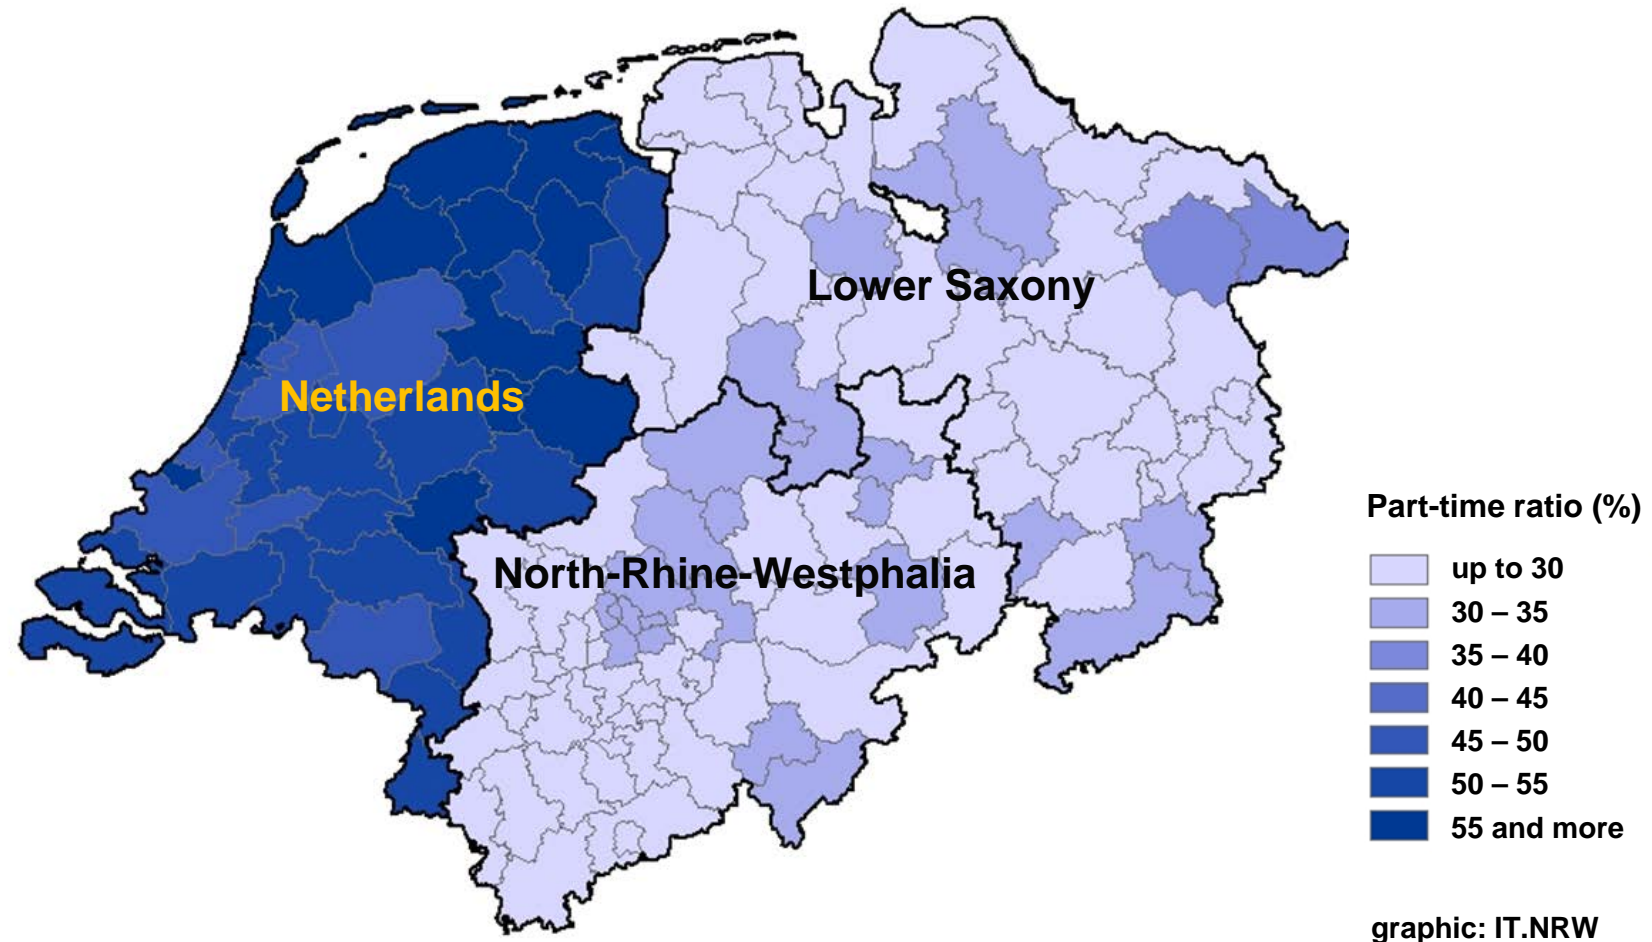 Lower Saxony
Netherlands
North-Rhine-Westphalia
Part-time ratio (%)
up to 30
30 – 35
35 – 40
40 – 45
45 – 50
50 – 55
55 and more
graphic: IT.NRW